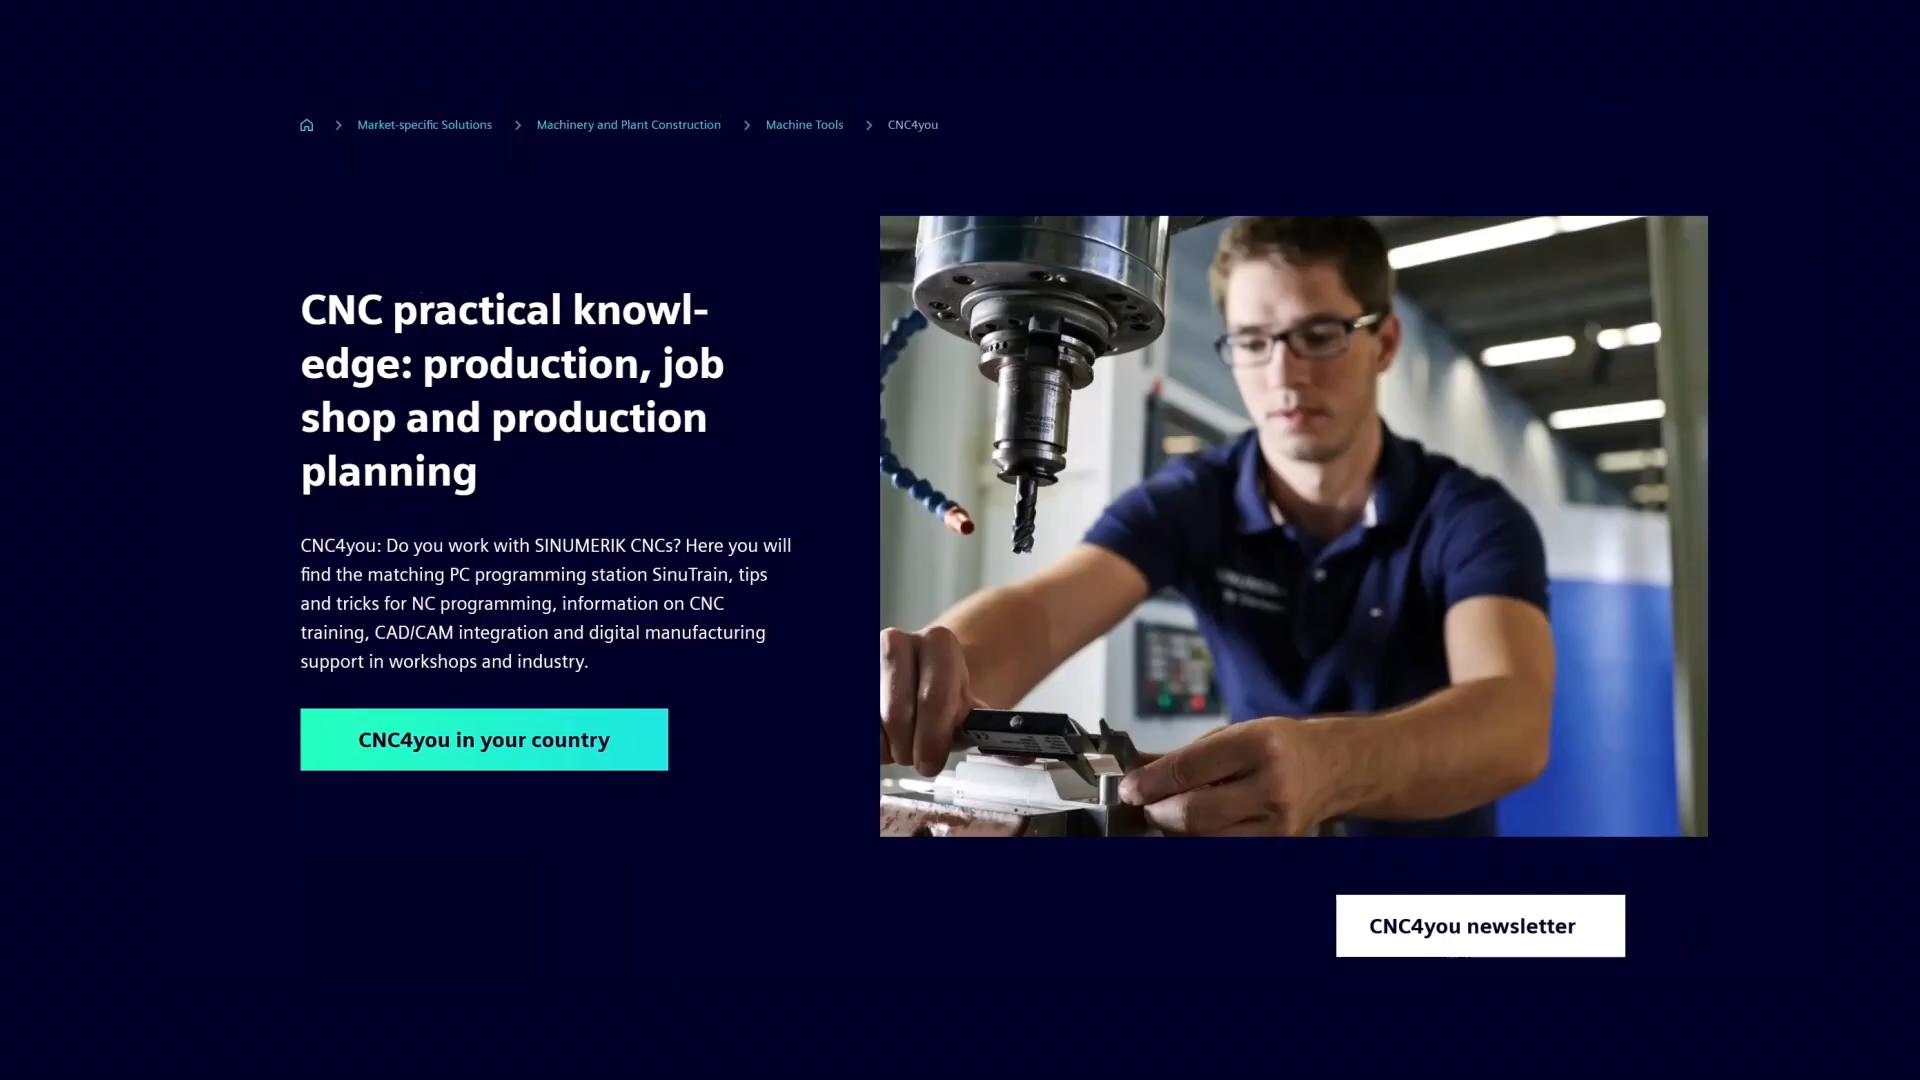 Market-specific Solutions
Machinery and Plant Construction
Machine Tools
CNC4you
CNC practical knowl-
edge: production, job
shop and production
planning
CNC4you: Do you work with SINUMERIK CNCs? Here you will
find the matching PC programming station SinuTrain, tips
and tricks for NC programming, information on CNC
training, CAD/CAM integration and digital manufacturing
support in workshops and industry.
CNC4you in your country
CNC4you newsletter